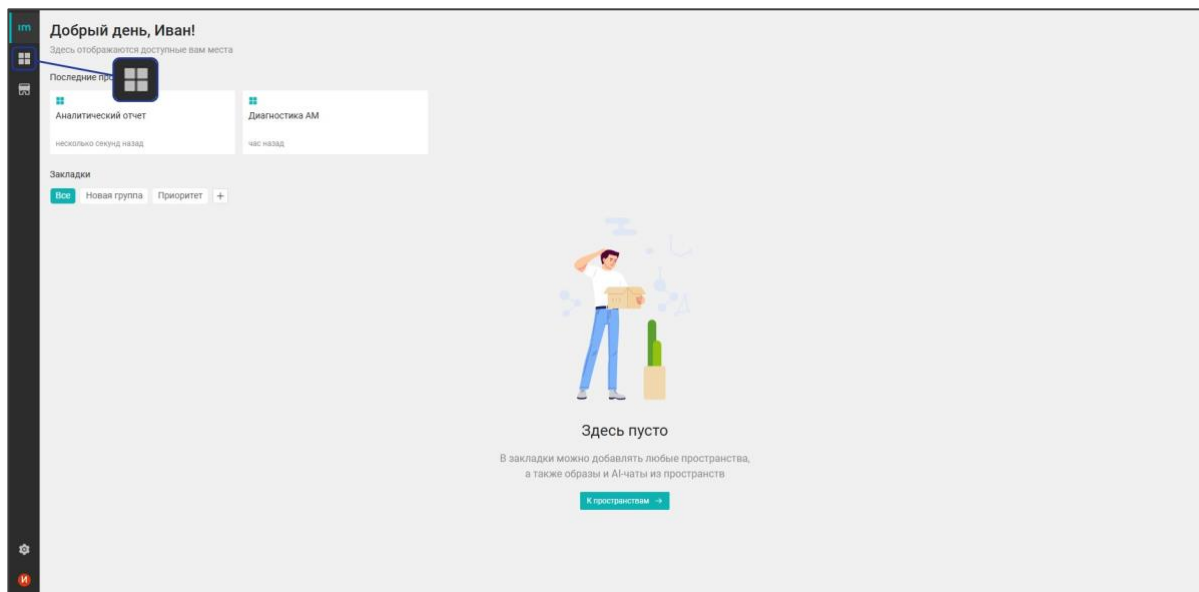 im
Добрый день, Иван!
Здесь отображаются доступные вам места
Последние
Аналитический отчет
несколько секунд назад
Диагностика АМ
час назад
Закладки
Все Новая группа Приоритет +
Здесь пусто
В закладки можно добавлять любые пространства,
а также образы и AI-чаты из пространств
К пространствам →
И